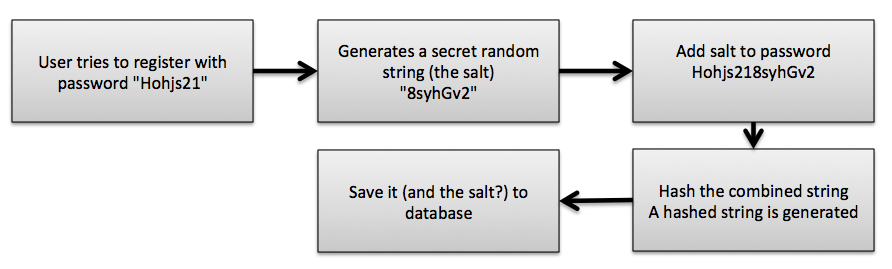 User tries to register with
password "Hohjs21"
Generates a secret random
string (the salt)
"8syhGv2"
Add salt to password
Hohjs218syhGv2
Hash the combined string
A hashed string is generated
Save it (and the salt?) to
database